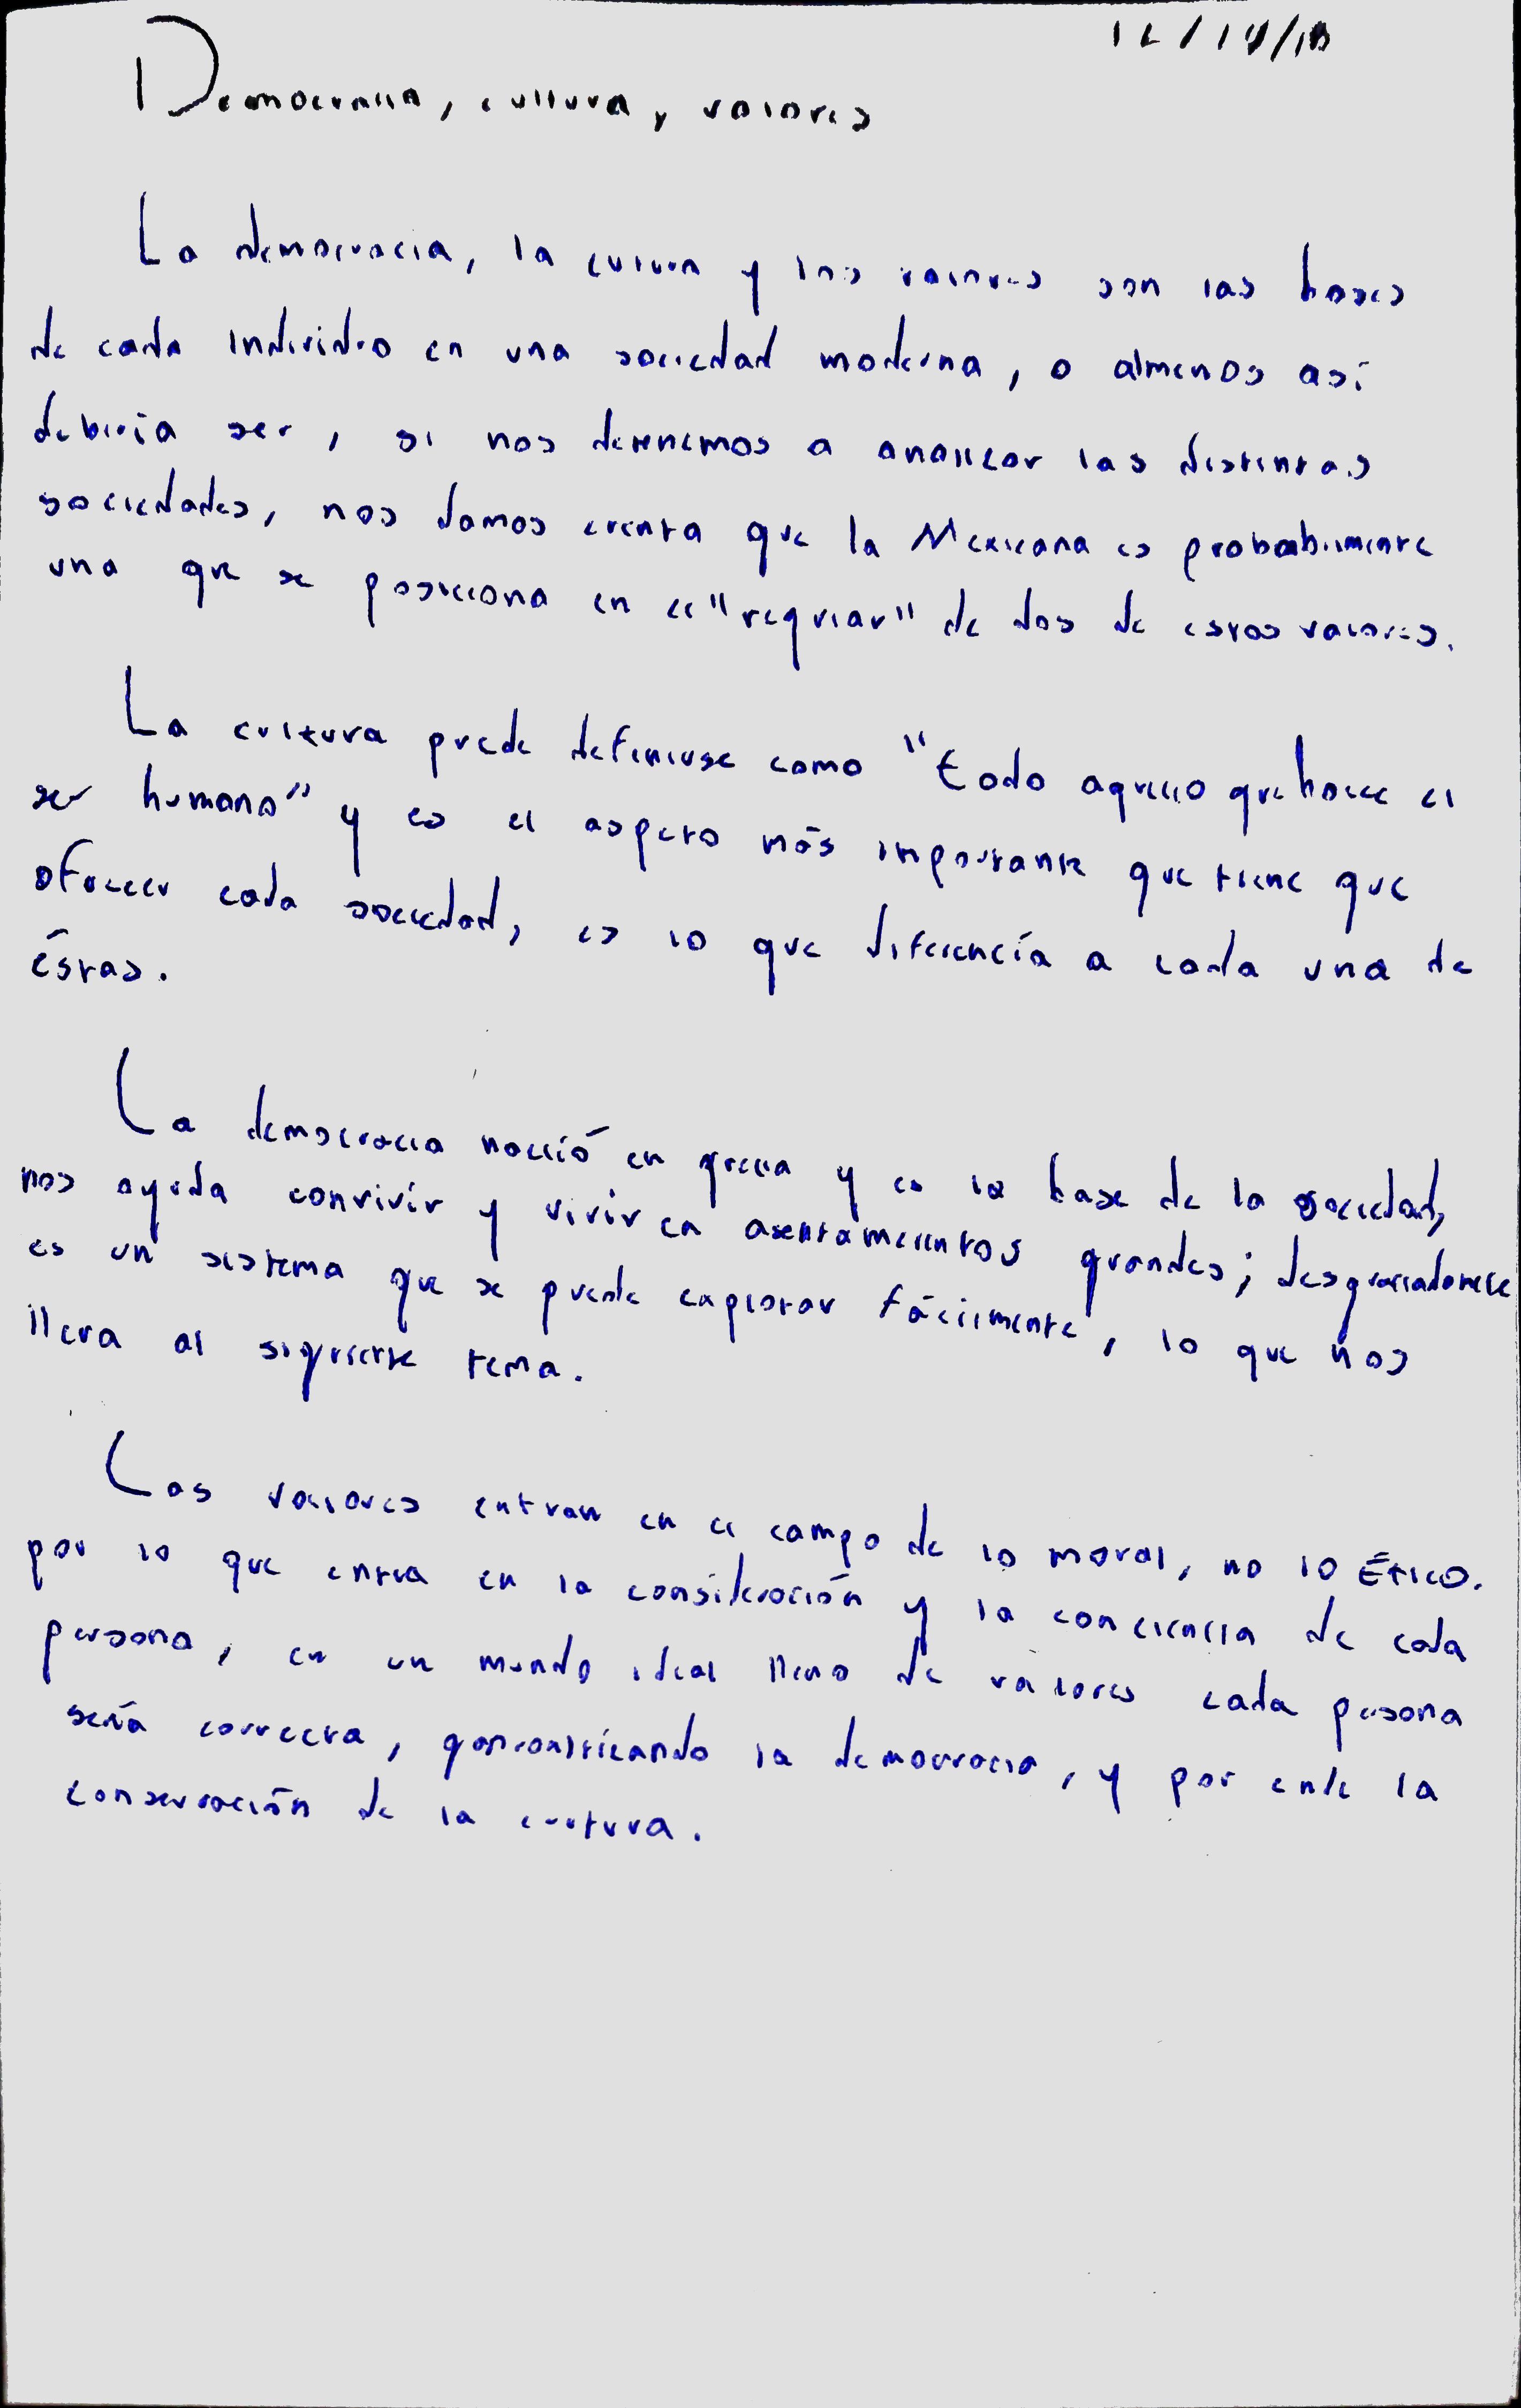 12/14/18
Democracia, cultura, valores
La democracia, la cultura y los valores son las bases
de cada individuo en una sociedad moderna, o almenos así
debería ser, si nos detenemos a analizar las distintas
sociedades, nos damos cuenta que la Mexicana es probablemente
una que se posiciona en el "regular" de dos de estos valores.
La cultura puede definirse como "todo aquello que hace el
ser humano" y es el aspecto más importante que tiene que
ofrecer cada sociedad, es lo que diferencía a cada una de
éstas.
La democracia nació en grecia y es la base de la sociedad,
nos ayuda convivir y vivir en asentamientos grandes; desgraciadamente
es un sistema que se puede explotar fácilmente, lo que nos
lleva al siguiente tema.
Los valores entran en el campo de lo moral, no lo Ético.
por lo que entra en la consideración y la conciencia de cada
persona, en un mundo ideal lleno de valores cada persona
sería correcta, garantizando la democracia, y por ende la
conservación de la cultura.